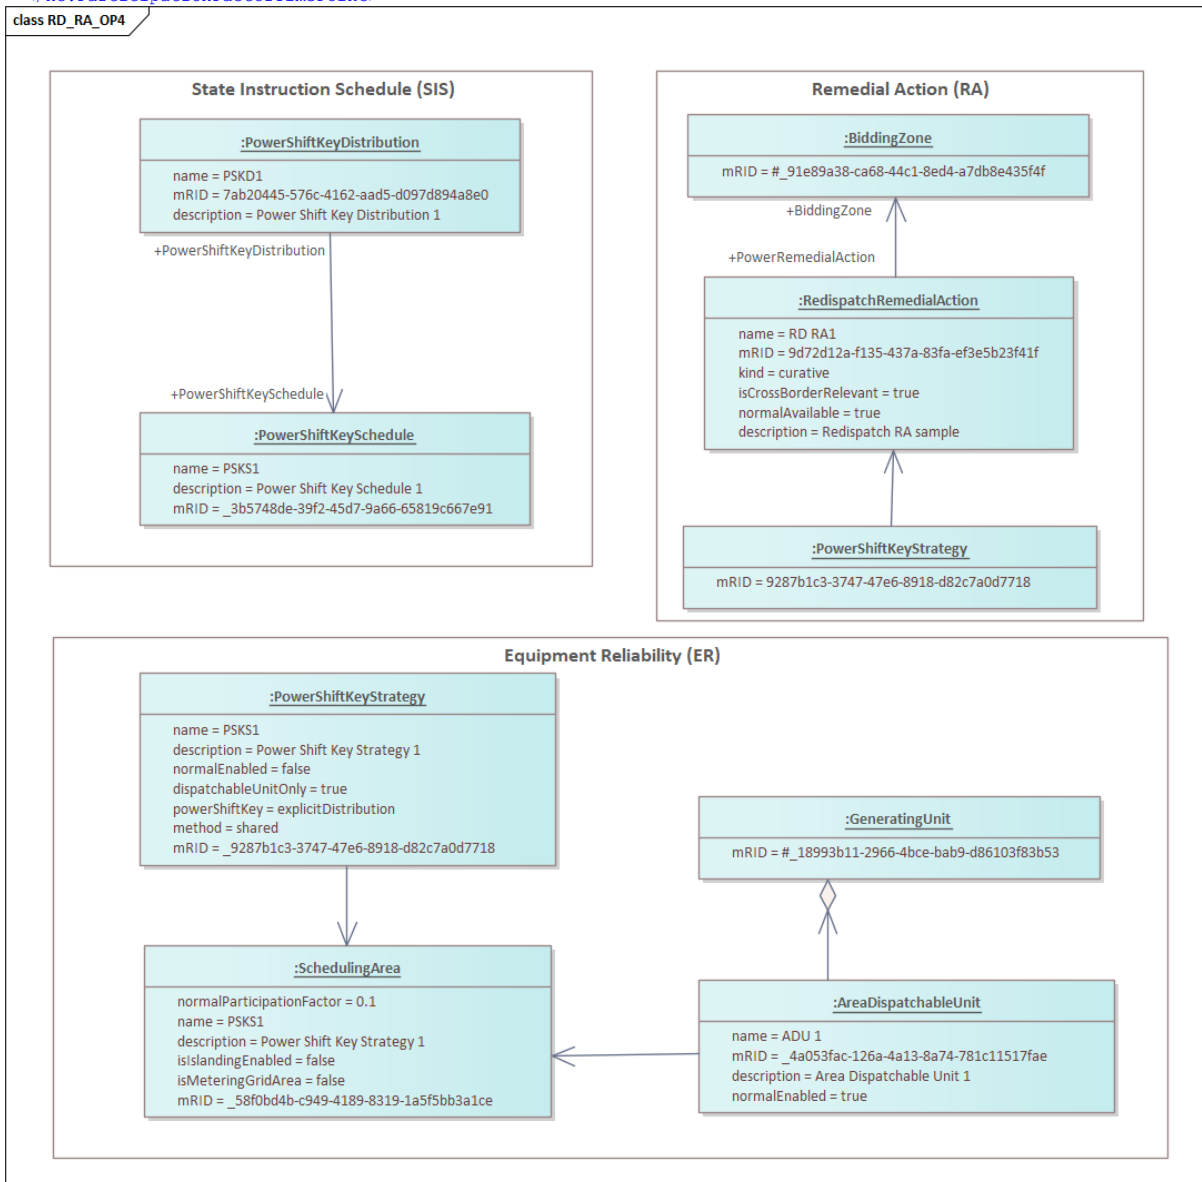 class RD_RA_OP4
State Instruction Schedule (SIS)
:PowerShiftKeyDistribution
name = PSKD1
mRID = 7ab20445-576c-4162-aad5-d097d894a8e0
description = Power Shift Key Distribution 1
+PowerShiftKeyDistribution
+PowerShiftKeySchedule
:PowerShiftKeySchedule
name = PSKS1
description = Power Shift Key Schedule 1
mRID = _3b5748de-39f2-45d7-9a66-65819c667e91
Remedial Action (RA)
:BiddingZone
mRID = #_91e89a38-ca68-44c1-8ed4-a7db8e435f4f
+BiddingZone
+PowerRemedialAction
:RedispatchRemedialAction
name = RD RA1
mRID = 9d72d12a-f135-437a-83fa-ef3e5b23f41f
kind = curative
isCrossBorderRelevant = true
normalAvailable = true
description = Redispatch RA sample
:PowerShiftKeyStrategy
mRID = 9287b1c3-3747-47e6-8918-d82c7a0d7718
Equipment Reliability (ER)
:PowerShiftKeyStrategy
name = PSKS1
description = Power Shift Key Strategy 1
normalEnabled = false
dispatchableUnitOnly = true
powerShiftKey = explicitDistribution
method = shared
mRID = _9287b1c3-3747-47e6-8918-d82c7a0d7718
:GeneratingUnit
mRID = #_18993b11-2966-4bce-bab9-d86103f83b53
:SchedulingArea
normalParticipationFactor = 0.1
name = PSKS1
description = Power Shift Key Strategy 1
isIslandingEnabled = false
isMeteringGridArea = false
mRID = _58f0bd4b-c949-4189-8319-1a5f5bb3a1ce
:AreaDispatchableUnit
name = ADU 1
mRID = _4a053fac-126a-4a13-8a74-781c11517fae
description = Area Dispatchable Unit 1
normalEnabled = true